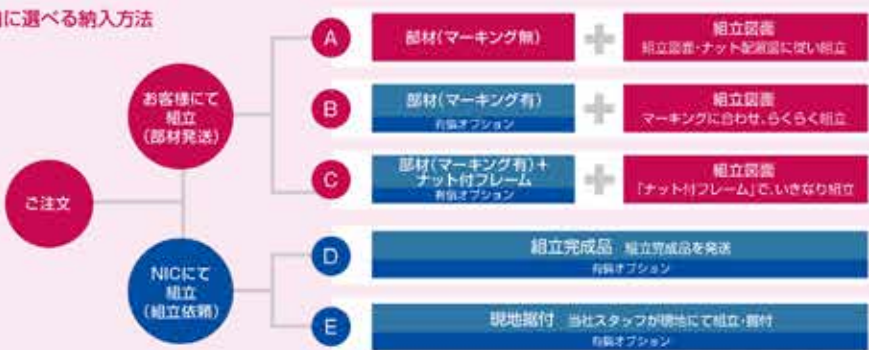 に選べる納入方法
ご注文
お客様にて
組立
(部材発送)
A
部材(マーキング無)
組立図面
組立図面・ナット配置図に従い組立
B
部材(マーキング有)
有償オプション
組立図面
マーキングに合わせ、らくらく組立
C
部材(マーキング有)+
ナット付フレーム
有償オプション
組立図面
「ナット付フレーム」で、いきなり組立
NICにて
組立
(組立依頼)
D
組立完成品 組立完成品を発送
有償オプション
E
現地据付 当社スタッフが現地にて組立・据付
有償オプション